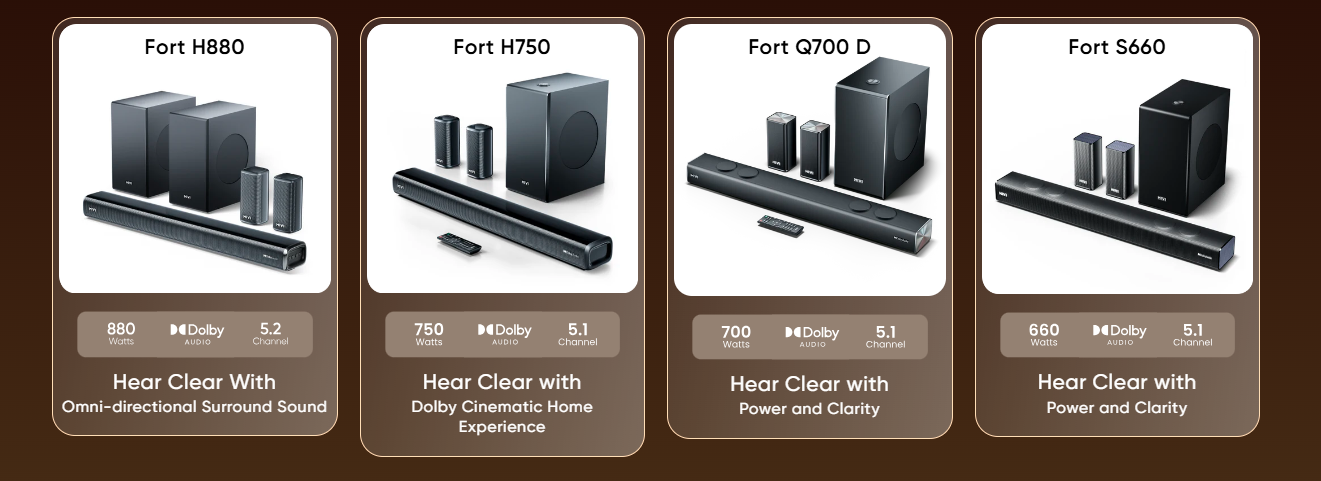 Fort H880
880
Watts
Dolby
AUDIO
5.2
Channel
Hear Clear With
Omni-directional Surround Sound
Fort H750
750
Watts
Dolby
AUDIO
5.1
Channel
Hear Clear with
Dolby Cinematic Home
Experience
Fort Q700 D
700
Watts
Dolby
AUDIO
5.1
Channel
Hear Clear with
Power and Clarity
Fort S660
660
Watts
Dolby
AUDIO
5.1
Channel
Hear Clear with
Power and Clarity